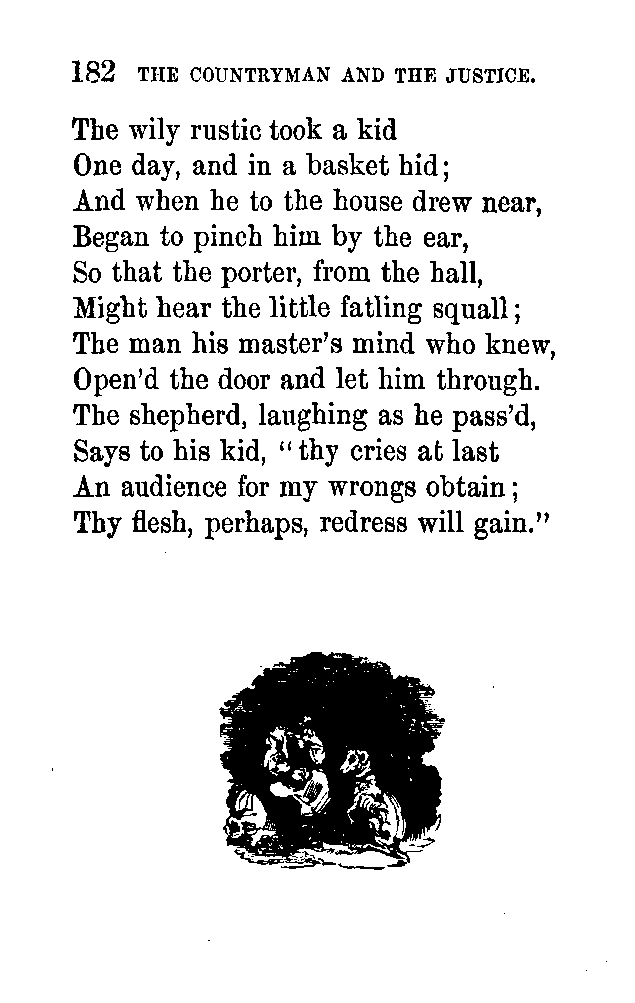 182 THE COUNTRYMAN AND THE JUSTICE.
The wily rustic took a kid
One day, and in a basket hid;
And when he to the house drew near,
Began to pinch him by the ear,
So that the porter, from the hall,
Might hear the little fatling squall;
The man his master's mind who knew,
Open'd the door and let him through.
The shepherd, laughing as he pass'd,
Says to his kid, "thy cries at last
An audience for my wrongs obtain;
Thy flesh, perhaps, redress will gain."